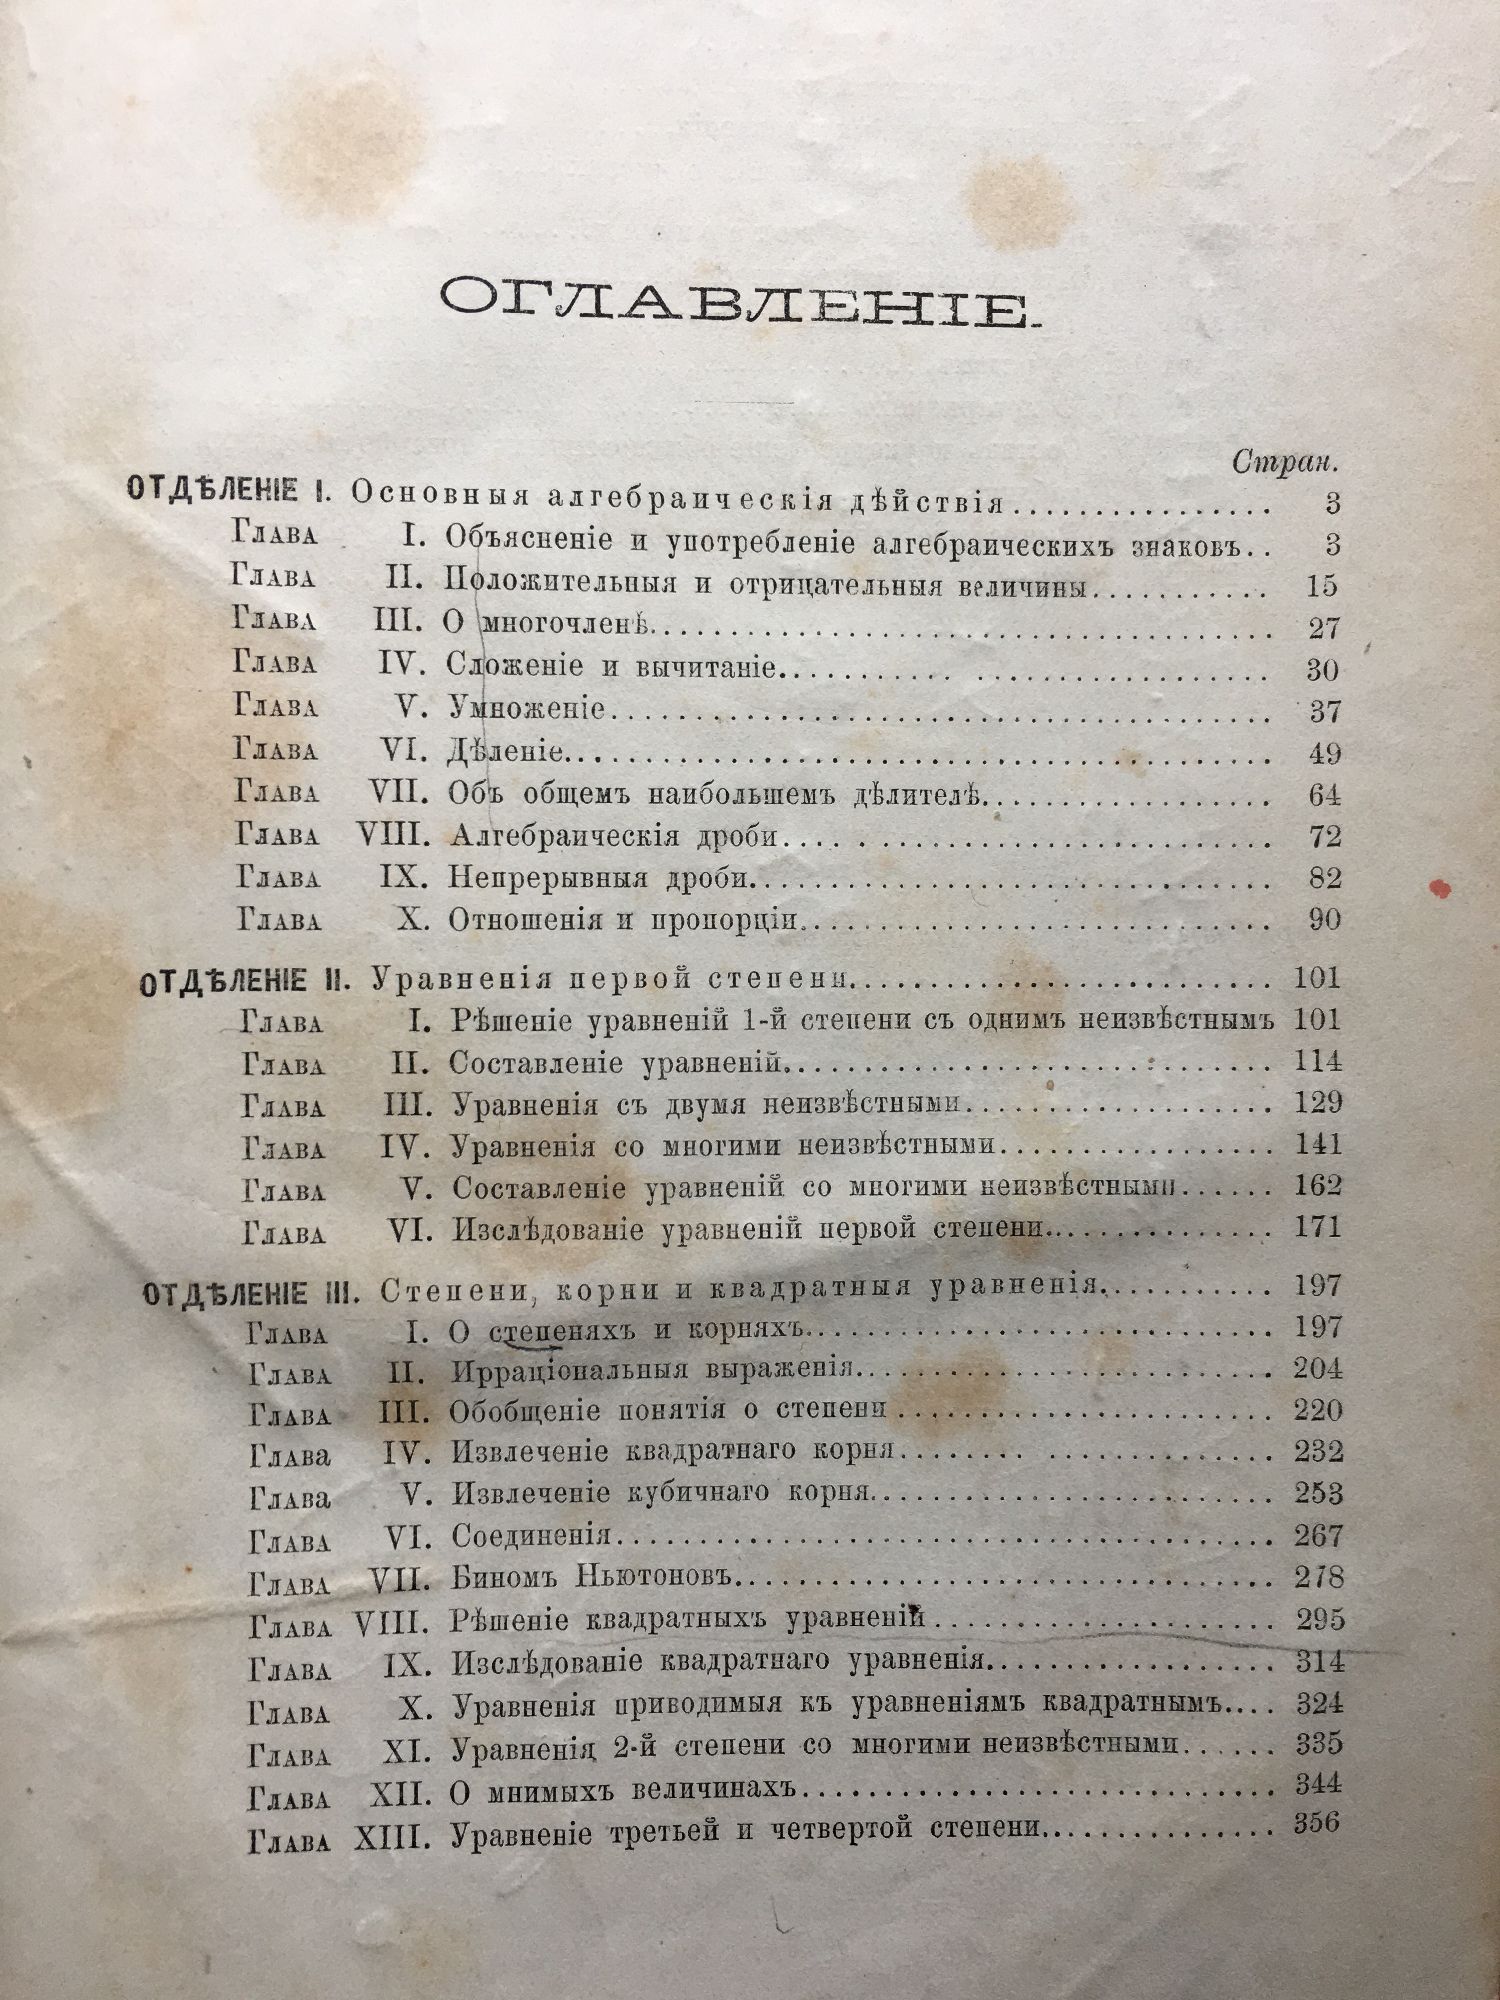 ОГЛАВЛЕНІЕ.
Стран.
ОТДѢЛЕНІЕ I. Основныя алгебраическія дѣйствія................ 3
Глава I. Объясненіе и употребленіе алгебраическихъ знаковъ.. 3
Глава II. Положительныя и отрицательныя величины........... 15
Глава III. О многочленѣ..................................... 27
Глава IV. Сложеніе и вычитаніе............................. 30
Глава V. Умноженіе........................................ 37
Глава VI. Дѣленіе.......................................... 49
Глава VII. Объ общемъ наибольшемъ дѣлителѣ.................. 64
Глава VIII. Алгебраическія дроби............................. 72
Глава IX. Непрерывныя дроби................................ 82
Глава X. Отношенія и пропорціи............................ 90
ОТДѢЛЕНІЕ II. Уравненія первой степени.......................... 101
Глава I. Рѣшеніе уравненій 1-й степени съ однимъ неизвѣстнымъ 101
Глава II. Составленіе уравненій............................. 114
Глава III. Уравненія съ двумя неизвѣстными................... 129
Глава IV. Уравненія со многими неизвѣстными................. 141
Глава V. Составленіе уравненій со многими неизвѣстными...... 162
Глава VI. Изслѣдованіе уравненій первой степени.............. 171
ОТДѢЛЕНІЕ III. Степени, корни и квадратныя уравненія........... 197
Глава I. О степеняхъ и корняхъ............................ 197
Глава II. Ирраціональныя выраженія......................... 204
Глава III. Обобщеніе понятія о степени ....................... 220
Глава IV. Извлеченіе квадратнаго корня....................... 232
Глава V. Извлеченіе кубичнаго корня........................ 253
Глава VI. Соединенія....................................... 267
Глава VII. Биномъ Ньютоновъ................................ 278
Глава VIII. Рѣшеніе квадратныхъ уравненій..................... 295
Глава IX. Изслѣдованіе квадратнаго уравненія................. 314
Глава X. Уравненія приводимыя къ уравненіямъ квадратнымъ.... 324
Глава XI. Уравненія 2-й степени со многими неизвѣстными...... 335
Глава XII. О мнимыхъ величинахъ............................ 344
Глава XIII. Уравненіе третьей и четвертой степени.............. 356